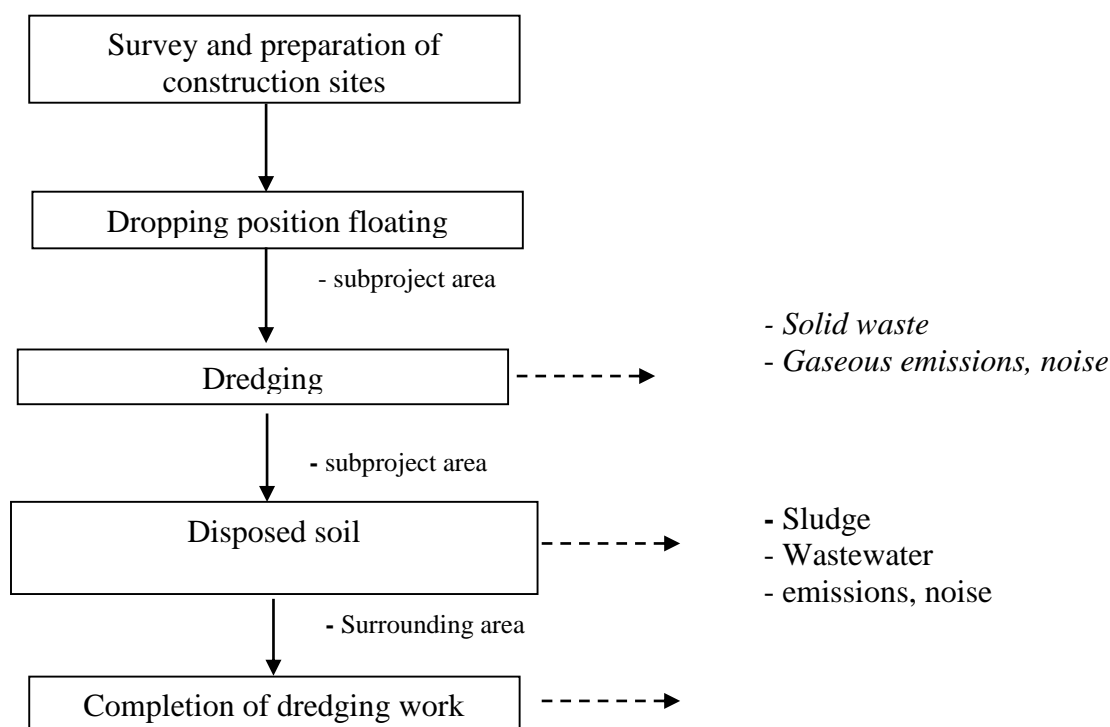 Survey and preparation of
construction sites
Dropping position floating
- subproject area
Dredging
- Solid waste
- Gaseous emissions, noise
- subproject area
Disposed soil
- Sludge
- Wastewater
- emissions, noise
- Surrounding area
Completion of dredging work